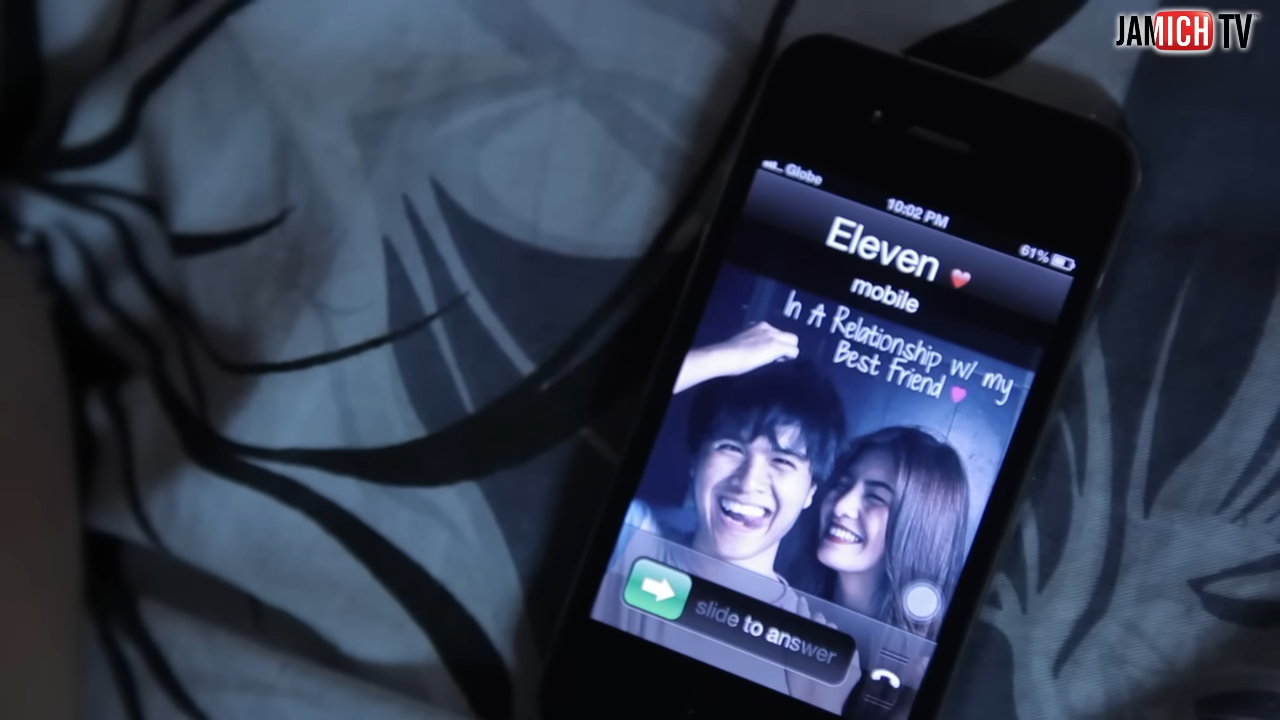 JAMICH TV
Globe
10:02 PM
61%
Eleven
mobile
In A Relationship w/ my
Best Friend
slide to answer